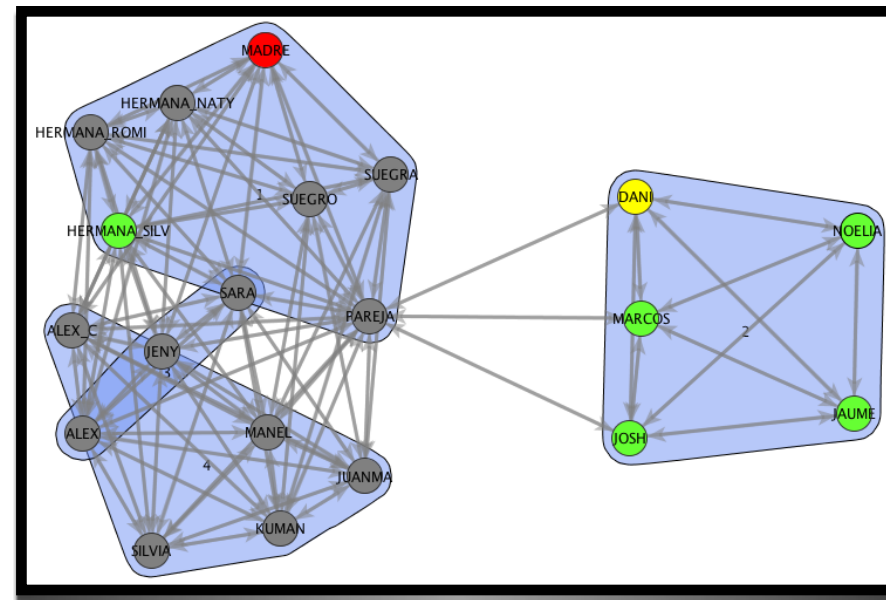 MADRE
HERMANA_NATY
HERMANA_ROMI
SUEGRA
DANI
1
SUEGRO
HERMANA_SILV
NOELIA
SARA
PAREJA
MARCOS
ALEX_C
2
JENY
3
JAUME
ALEX
MANEL
JOSH
4
JUANMA
KUMAN
SILVIA